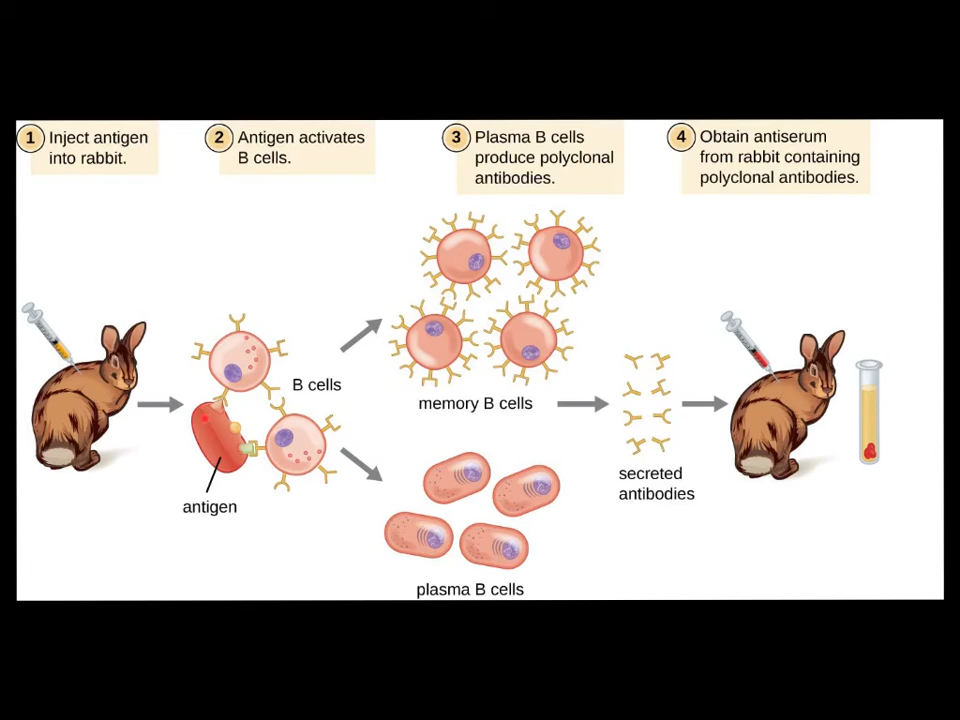 1 Inject antigen
into rabbit.
2 Antigen activates
B cells.
3 Plasma B cells
produce polyclonal
antibodies.
4 Obtain antiserum
from rabbit containing
polyclonal antibodies.
B cells
antigen
memory B cells
plasma B cells
secreted
antibodies